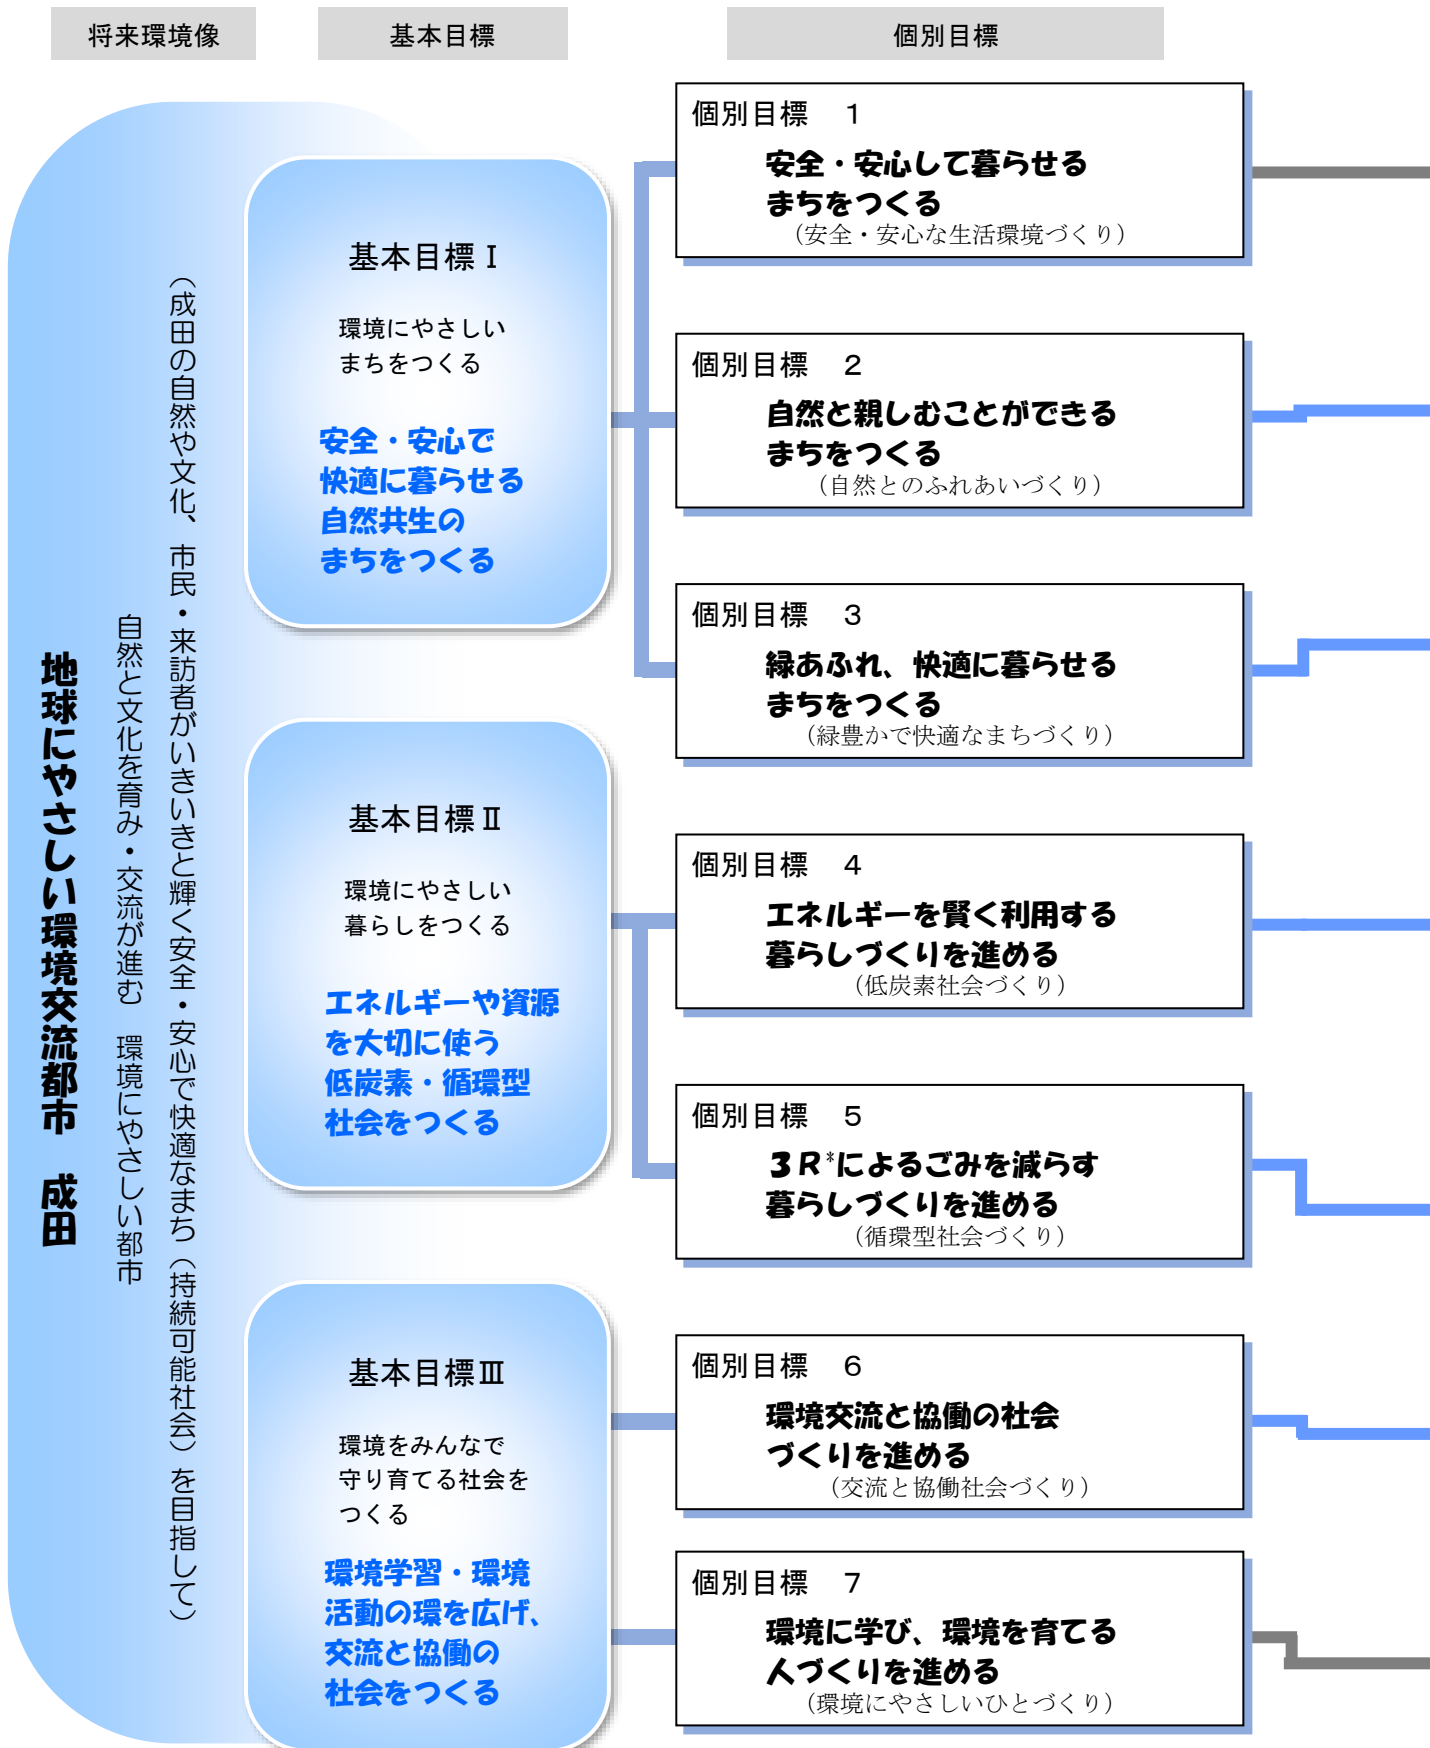 将来環境像
基本目標
個別目標
地球にやさしい環境交流都市　成田
自然と文化を育み・交流が進む　環境にやさしい都市
（成田の自然や文化、市民・来訪者がいきいきと輝く安全・安心で快適なまち（持続可能社会）を目指して）
基本目標Ⅰ
環境にやさしい
まちをつくる
安全・安心で
快適に暮らせる
自然共生の
まちをつくる
個別目標　1
安全・安心して暮らせる
まちをつくる
（安全・安心な生活環境づくり）
個別目標　2
自然と親しむことができる
まちをつくる
（自然とのふれあいづくり）
個別目標　3
緑あふれ、快適に暮らせる
まちをつくる
（緑豊かで快適なまちづくり）
基本目標Ⅱ
環境にやさしい
暮らしをつくる
エネルギーや資源
を大切に使う
低炭素・循環型
社会をつくる
個別目標　4
エネルギーを賢く利用する
暮らしづくりを進める
（低炭素社会づくり）
個別目標　5
３Ｒ*によるごみを減らす
暮らしづくりを進める
（循環型社会づくり）
基本目標Ⅲ
環境をみんなで
守り育てる社会を
つくる
環境学習・環境
活動の環を広げ、
交流と協働の
社会をつくる
個別目標　6
環境交流と協働の社会
づくりを進める
（交流と協働社会づくり）
個別目標　7
環境に学び、環境を育てる
人づくりを進める
（環境にやさしいひとづくり）